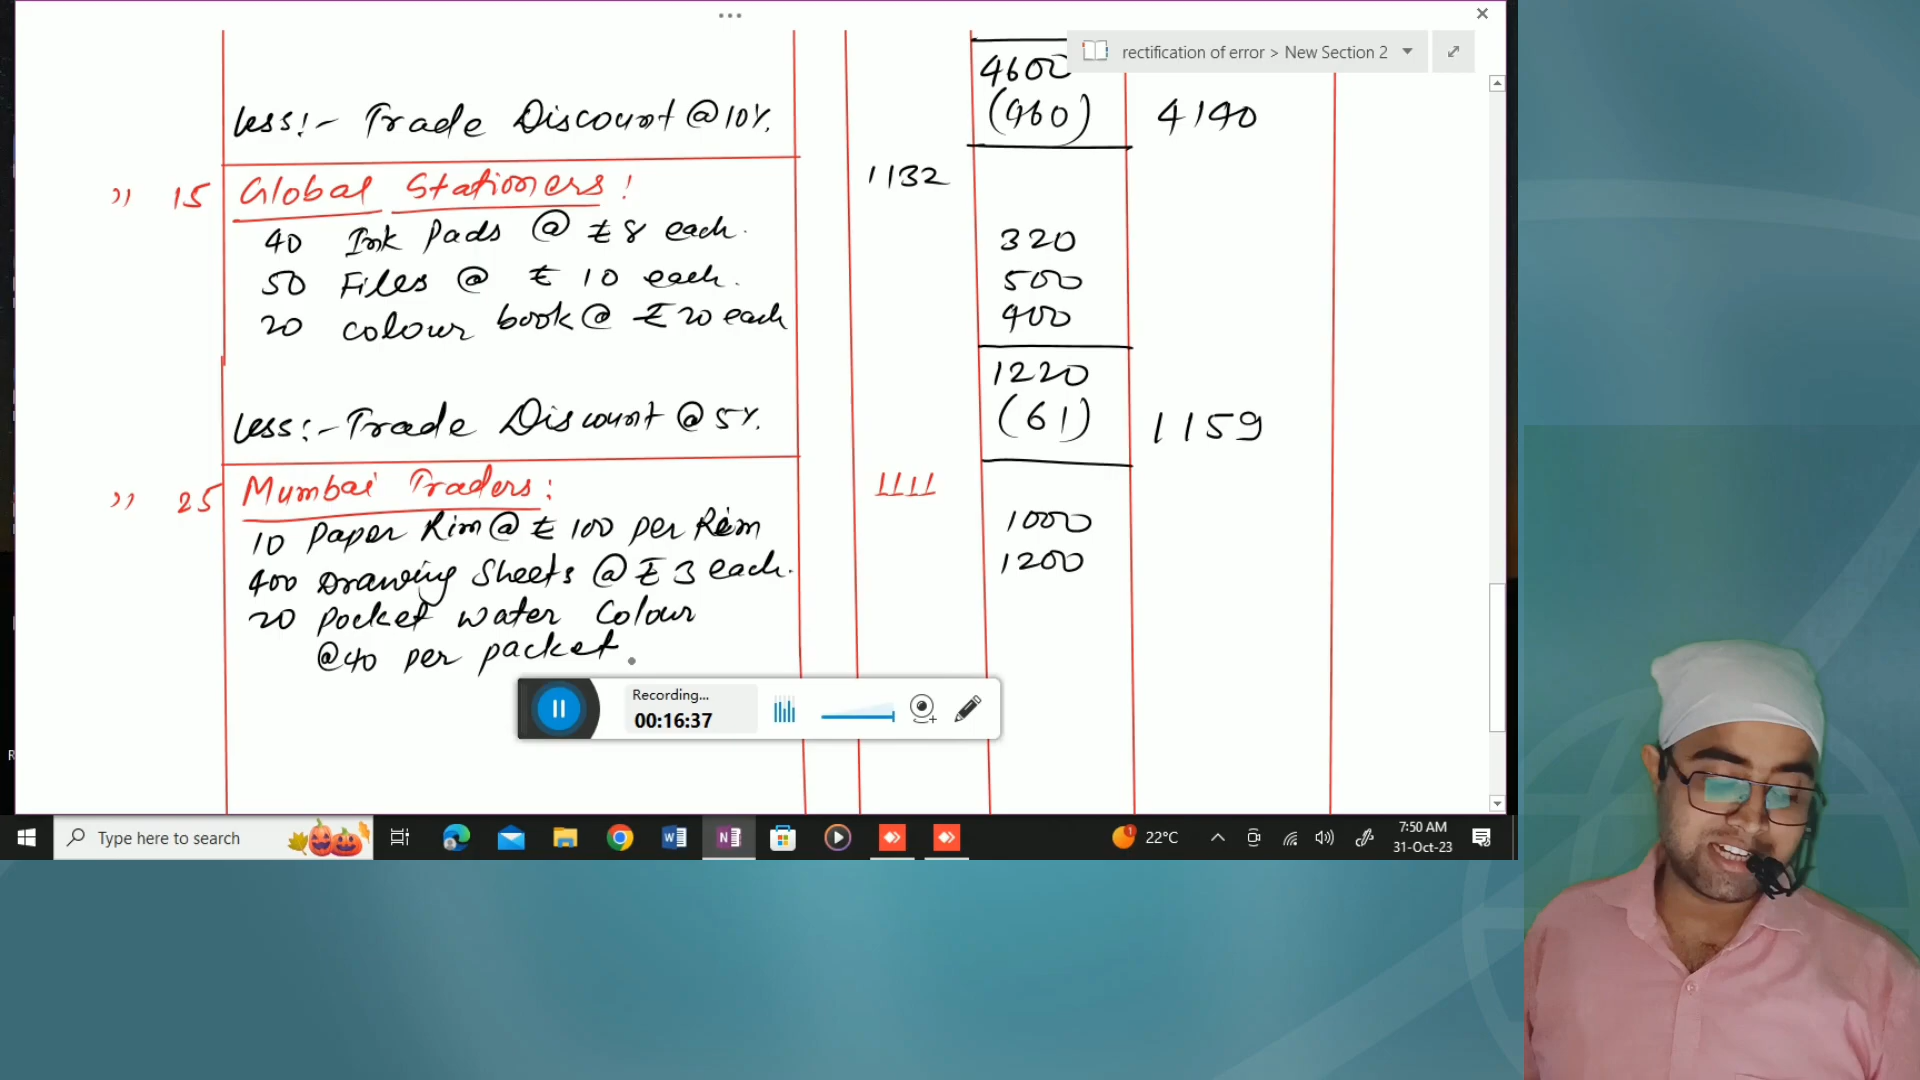 rectification of error > New Section 2
4600
Less:- Trade Discount @10%. (460) 4140
,, 15 Global Stationers: 1132
40 Ink Pads @ ₹ 8 each. 320
50 Files @ ₹ 10 each. 500
20 colour book @ ₹ 20 each 400
1220
Less:- Trade Discount @ 5%. (61) 1159
,, 25 Mumbai Traders: 1111
10 Paper Rim @ ₹ 100 per Rim 1000
400 Drawing Sheets @ ₹ 3 each. 1200
20 Pocket Water Colour
@40 per packet.
Recording...
00:16:37
Type here to search
22°C
7:50 AM
31-Oct-23